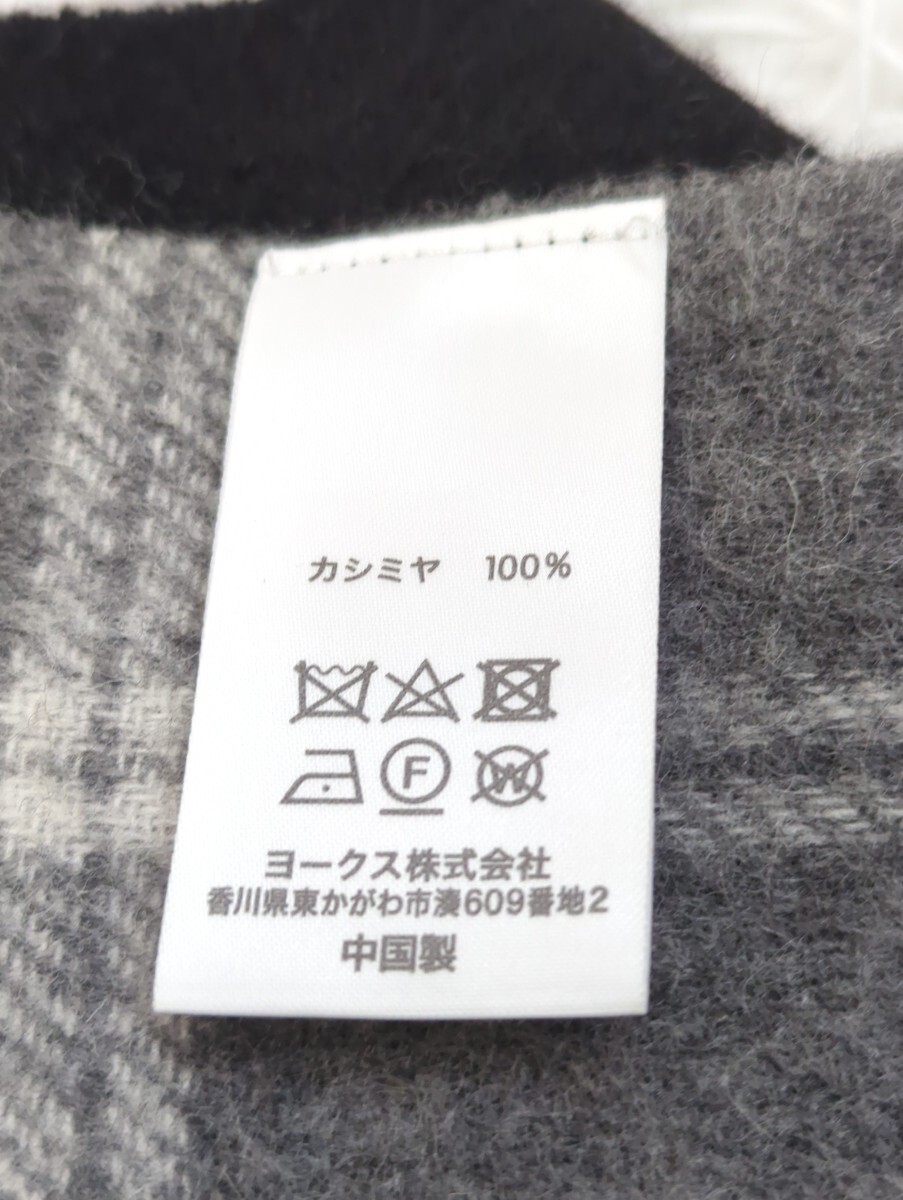 カシミヤ 100%
F W
ヨークス株式会社
香川県東かがわ市湊609番地2
中国製